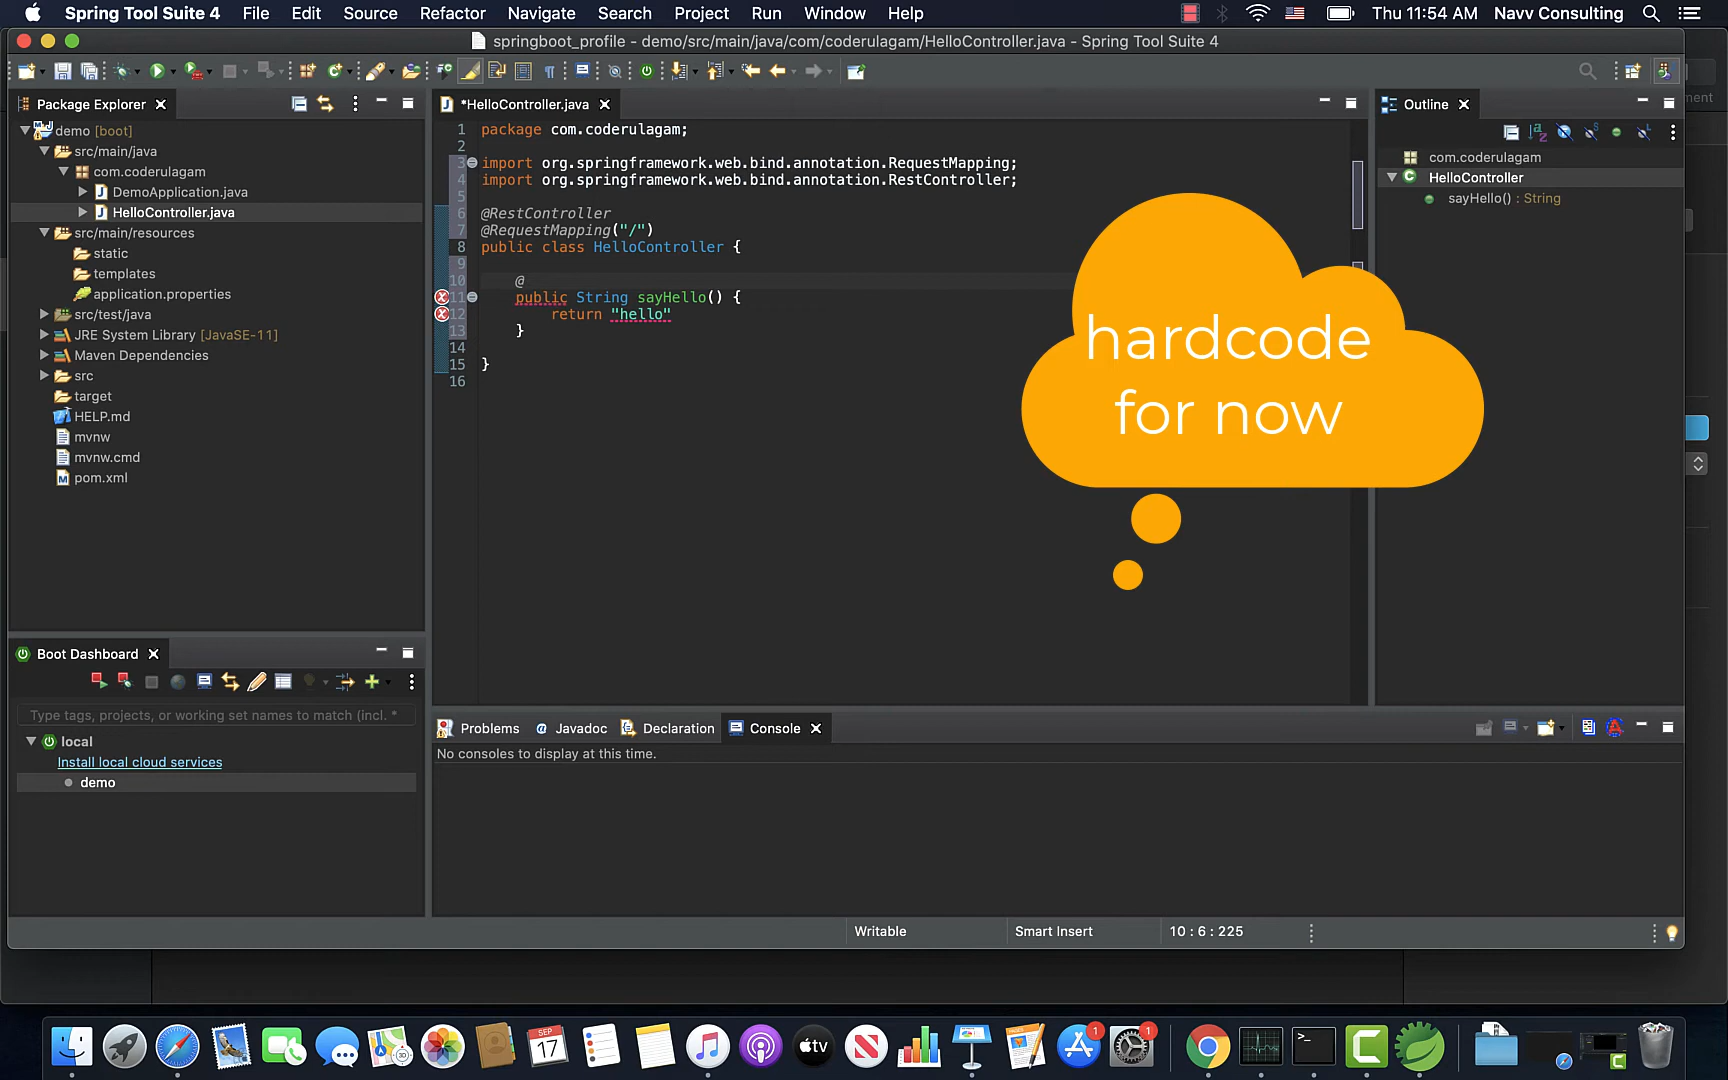 Spring Tool Suite 4 File Edit Source Refactor Navigate Search Project Run Window Help Thu 11:54 AM Navv Consulting
springboot_profile - demo/src/main/java/com/coderulagam/HelloController.java - Spring Tool Suite 4
Package Explorer
demo [boot]
src/main/java
com.coderulagam
DemoApplication.java
HelloController.java
src/main/resources
static
templates
application.properties
src/test/java
JRE System Library [JavaSE-11]
Maven Dependencies
src
target
HELP.md
mvnw
mvnw.cmd
pom.xml
*HelloController.java
1 package com.coderulagam;
2
3 import org.springframework.web.bind.annotation.RequestMapping;
4 import org.springframework.web.bind.annotation.RestController;
5
6 @RestController
7 @RequestMapping("/")
8 public class HelloController {
9
10 @
11 public String sayHello() {
12 return "hello"
13 }
14
15 }
16
hardcode
for now
Outline
com.coderulagam
HelloController
sayHello() : String
Boot Dashboard
Type tags, projects, or working set names to match (incl. *
local
Install local cloud services
demo
Problems Javadoc Declaration Console
No consoles to display at this time.
Writable Smart Insert 10 : 6 : 225
SEP
17
tv
1
1